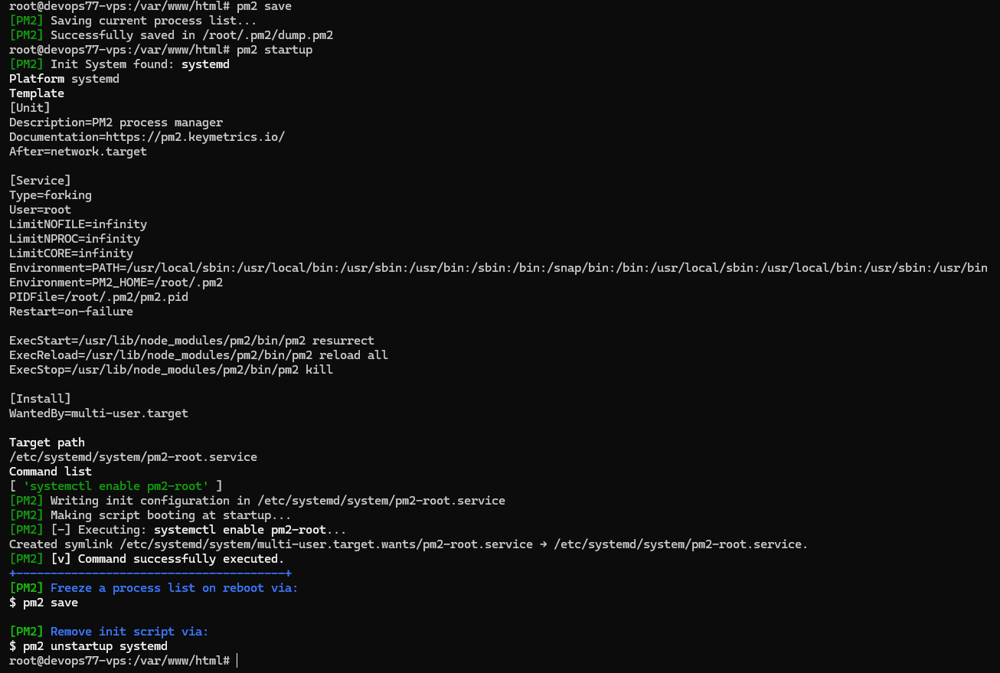 root@devops77-vps:/var/www/html# pm2 save
[PM2] Saving current process list...
[PM2] Successfully saved in /root/.pm2/dump.pm2
root@devops77-vps:/var/www/html# pm2 startup
[PM2] Init System found: systemd
Platform systemd
Template
[Unit]
Description=PM2 process manager
Documentation=https://pm2.keymetrics.io/
After=network.target

[Service]
Type=forking
User=root
LimitNOFILE=infinity
LimitNPROC=infinity
LimitCORE=infinity
Environment=PATH=/usr/local/sbin:/usr/local/bin:/usr/sbin:/usr/bin:/sbin:/bin:/snap/bin:/bin:/usr/local/sbin:/usr/local/bin:/usr/sbin:/usr/bin
Environment=PM2_HOME=/root/.pm2
PIDFile=/root/.pm2/pm2.pid
Restart=on-failure

ExecStart=/usr/lib/node_modules/pm2/bin/pm2 resurrect
ExecReload=/usr/lib/node_modules/pm2/bin/pm2 reload all
ExecStop=/usr/lib/node_modules/pm2/bin/pm2 kill

[Install]
WantedBy=multi-user.target

Target path
/etc/systemd/system/pm2-root.service
Command list
[ 'systemctl enable pm2-root' ]
[PM2] Writing init configuration in /etc/systemd/system/pm2-root.service
[PM2] Making script booting at startup...
[PM2] [-] Executing: systemctl enable pm2-root...
Created symlink /etc/systemd/system/multi-user.target.wants/pm2-root.service → /etc/systemd/system/pm2-root.service.
[PM2] [v] Command successfully executed.
+---------------------------------------+
[PM2] Freeze a process list on reboot via:
$ pm2 save

[PM2] Remove init script via:
$ pm2 unstartup systemd
root@devops77-vps:/var/www/html#